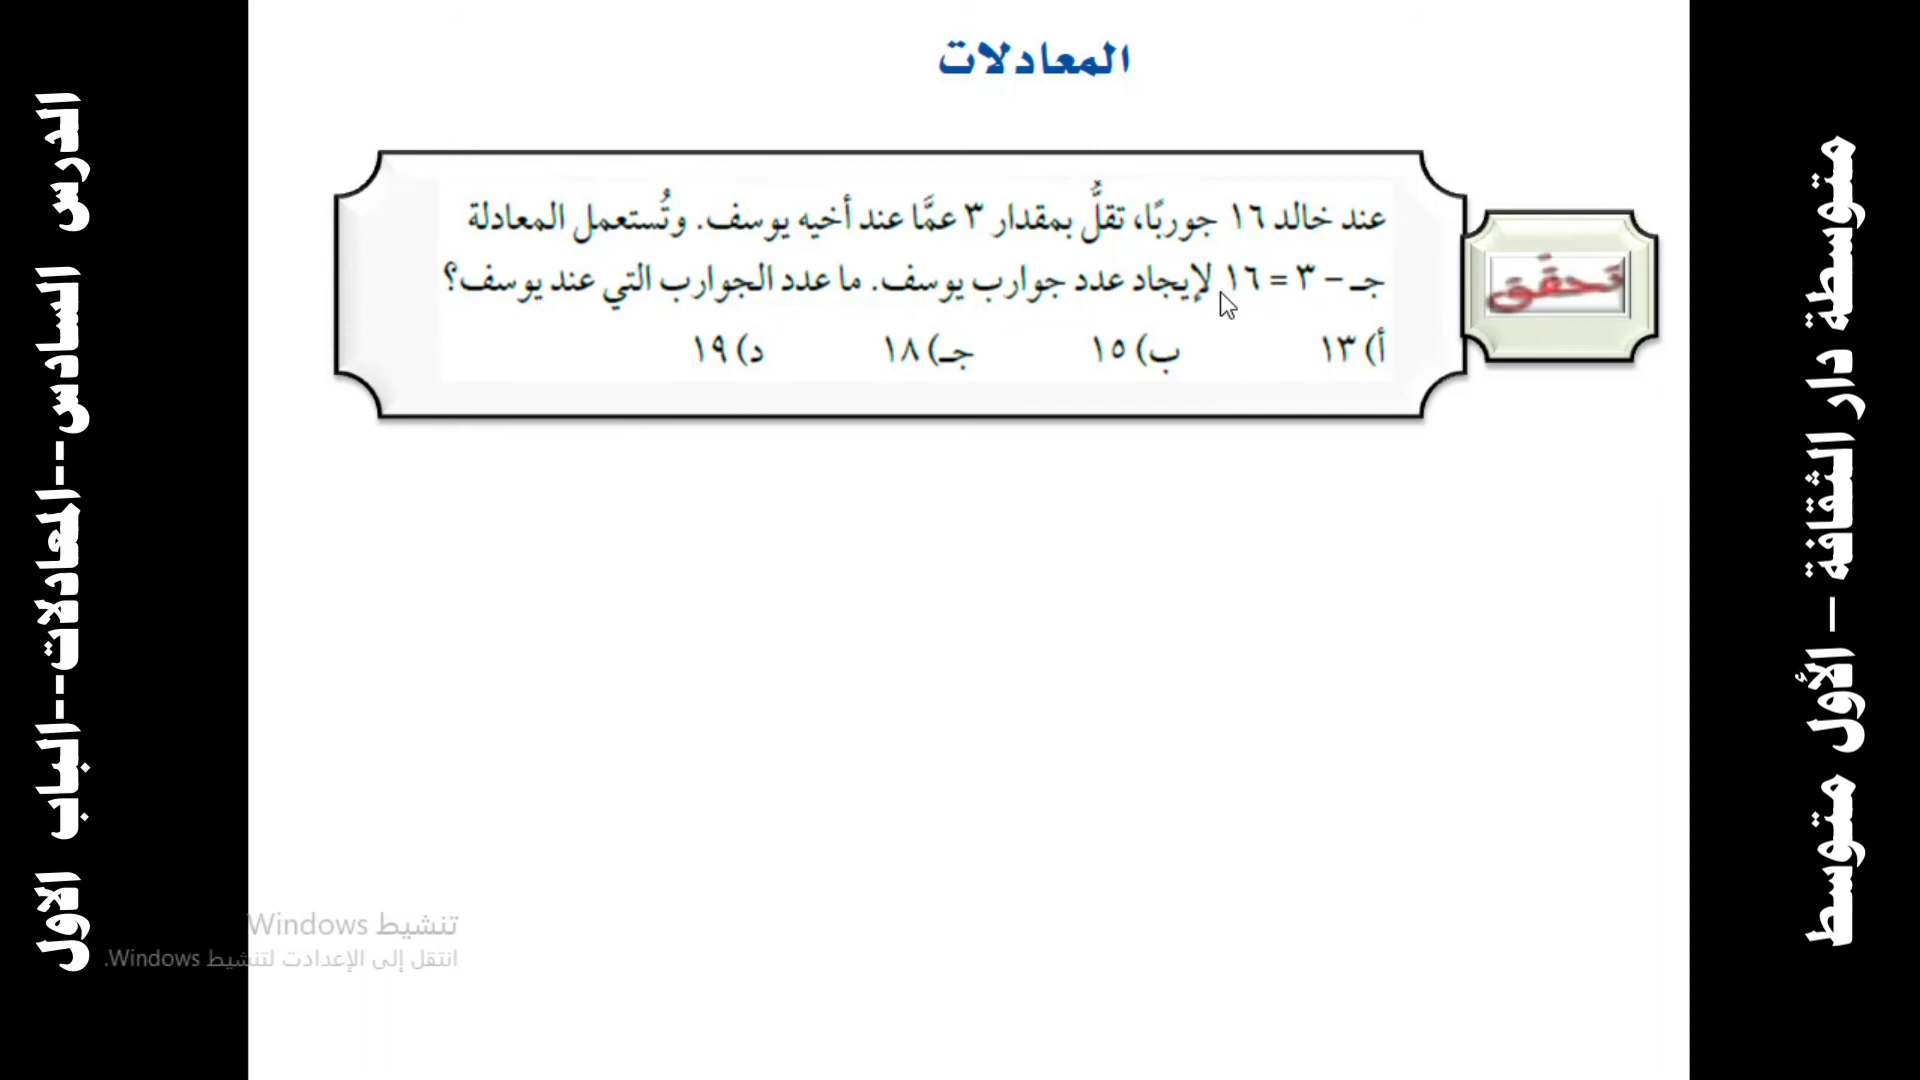 المعادلات
عند خالد ١٦ جوربًا، تقلُّ بمقدار ٣ عمَّا عند أخيه يوسف. وتُستعمل المعادلة
جـ − ٣ = ١٦ لإيجاد عدد جوارب يوسف. ما عدد الجوارب التي عند يوسف؟
أ) ١٣ ب) ١٥ جـ) ١٨ د) ١٩
تحقق
متوسطة دار الثقافة – الأول متوسط
الدرس السادس--المعادلات--الباب الاول
تنشيط Windows
انتقل إلى الإعدادت لتنشيط Windows.